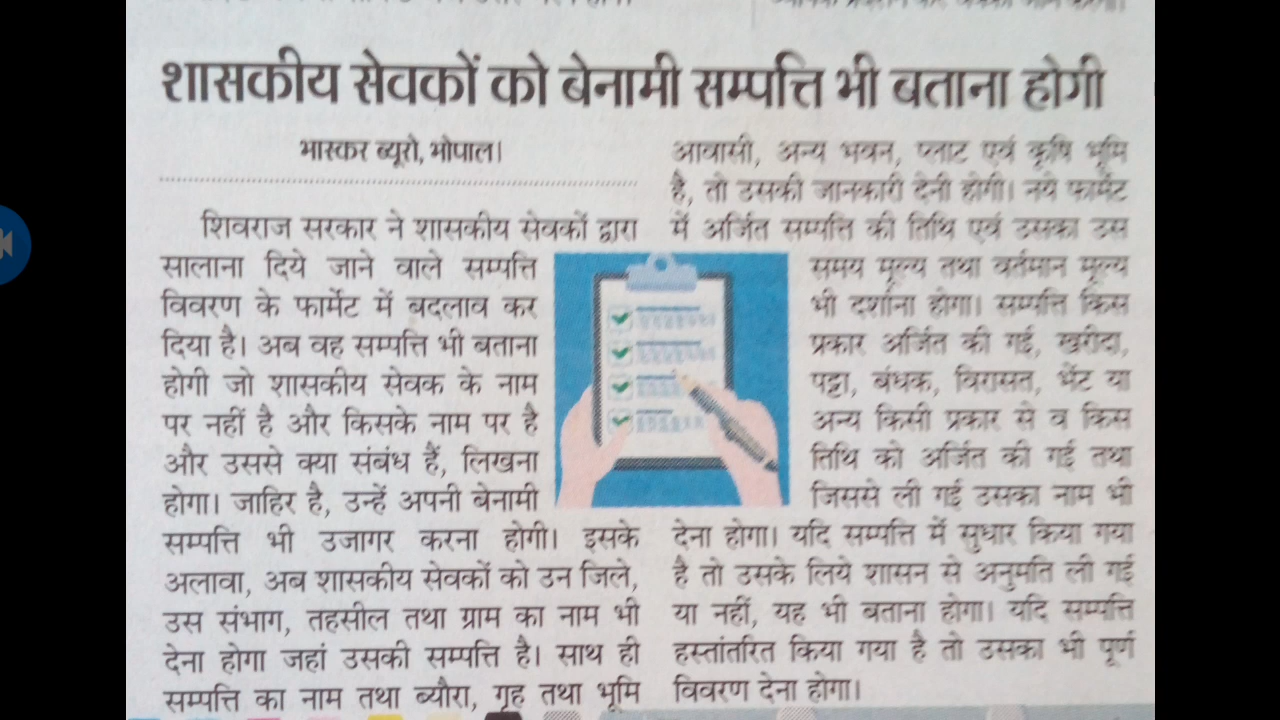 शासकीय सेवकों को बेनामी सम्पत्ति भी बताना होगी
भास्कर ब्यूरो, भोपाल।
शिवराज सरकार ने शासकीय सेवकों द्वारा
सालाना दिये जाने वाले सम्पत्ति
विवरण के फार्मेट में बदलाव कर
दिया है। अब वह सम्पत्ति भी बताना
होगी जो शासकीय सेवक के नाम
पर नहीं है और किसके नाम पर है
और उससे क्या संबंध हैं, लिखना
होगा। जाहिर है, उन्हें अपनी बेनामी
सम्पत्ति भी उजागर करना होगी। इसके
अलावा, अब शासकीय सेवकों को उन जिले,
उस संभाग, तहसील तथा ग्राम का नाम भी
देना होगा जहां उसकी सम्पत्ति है। साथ ही
सम्पत्ति का नाम तथा ब्यौरा, गृह तथा भूमि
आवासी, अन्य भवन, प्लाट एवं कृषि भूमि
है, तो उसकी जानकारी देनी होगी। नये फार्मेट
में अर्जित सम्पत्ति की तिथि एवं उसका उस
समय मूल्य तथा वर्तमान मूल्य
भी दर्शाना होगा। सम्पत्ति किस
प्रकार अर्जित की गई, खरीदा,
पट्टा, बंधक, विरासत, भेंट या
अन्य किसी प्रकार से व किस
तिथि को अर्जित की गई तथा
जिससे ली गई उसका नाम भी
देना होगा। यदि सम्पत्ति में सुधार किया गया
है तो उसके लिये शासन से अनुमति ली गई
या नहीं, यह भी बताना होगा। यदि सम्पत्ति
हस्तांतरित किया गया है तो उसका भी पूर्ण
विवरण देना होगा।